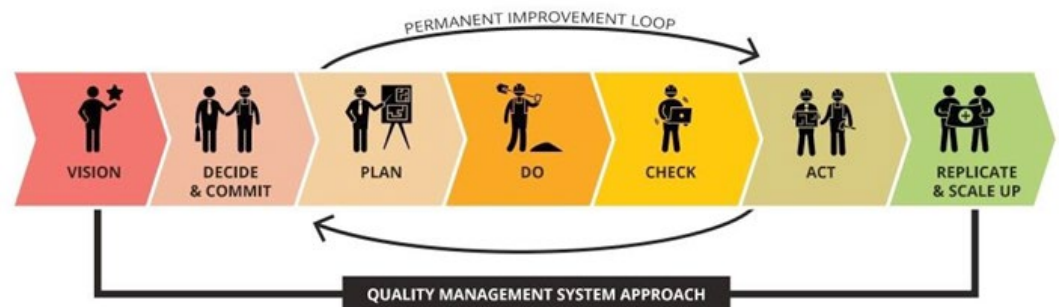 PERMANENT IMPROVEMENT LOOP
VISION
DECIDE
& COMMIT
PLAN
DO
CHECK
ACT
REPLICATE
& SCALE UP
QUALITY MANAGEMENT SYSTEM APPROACH